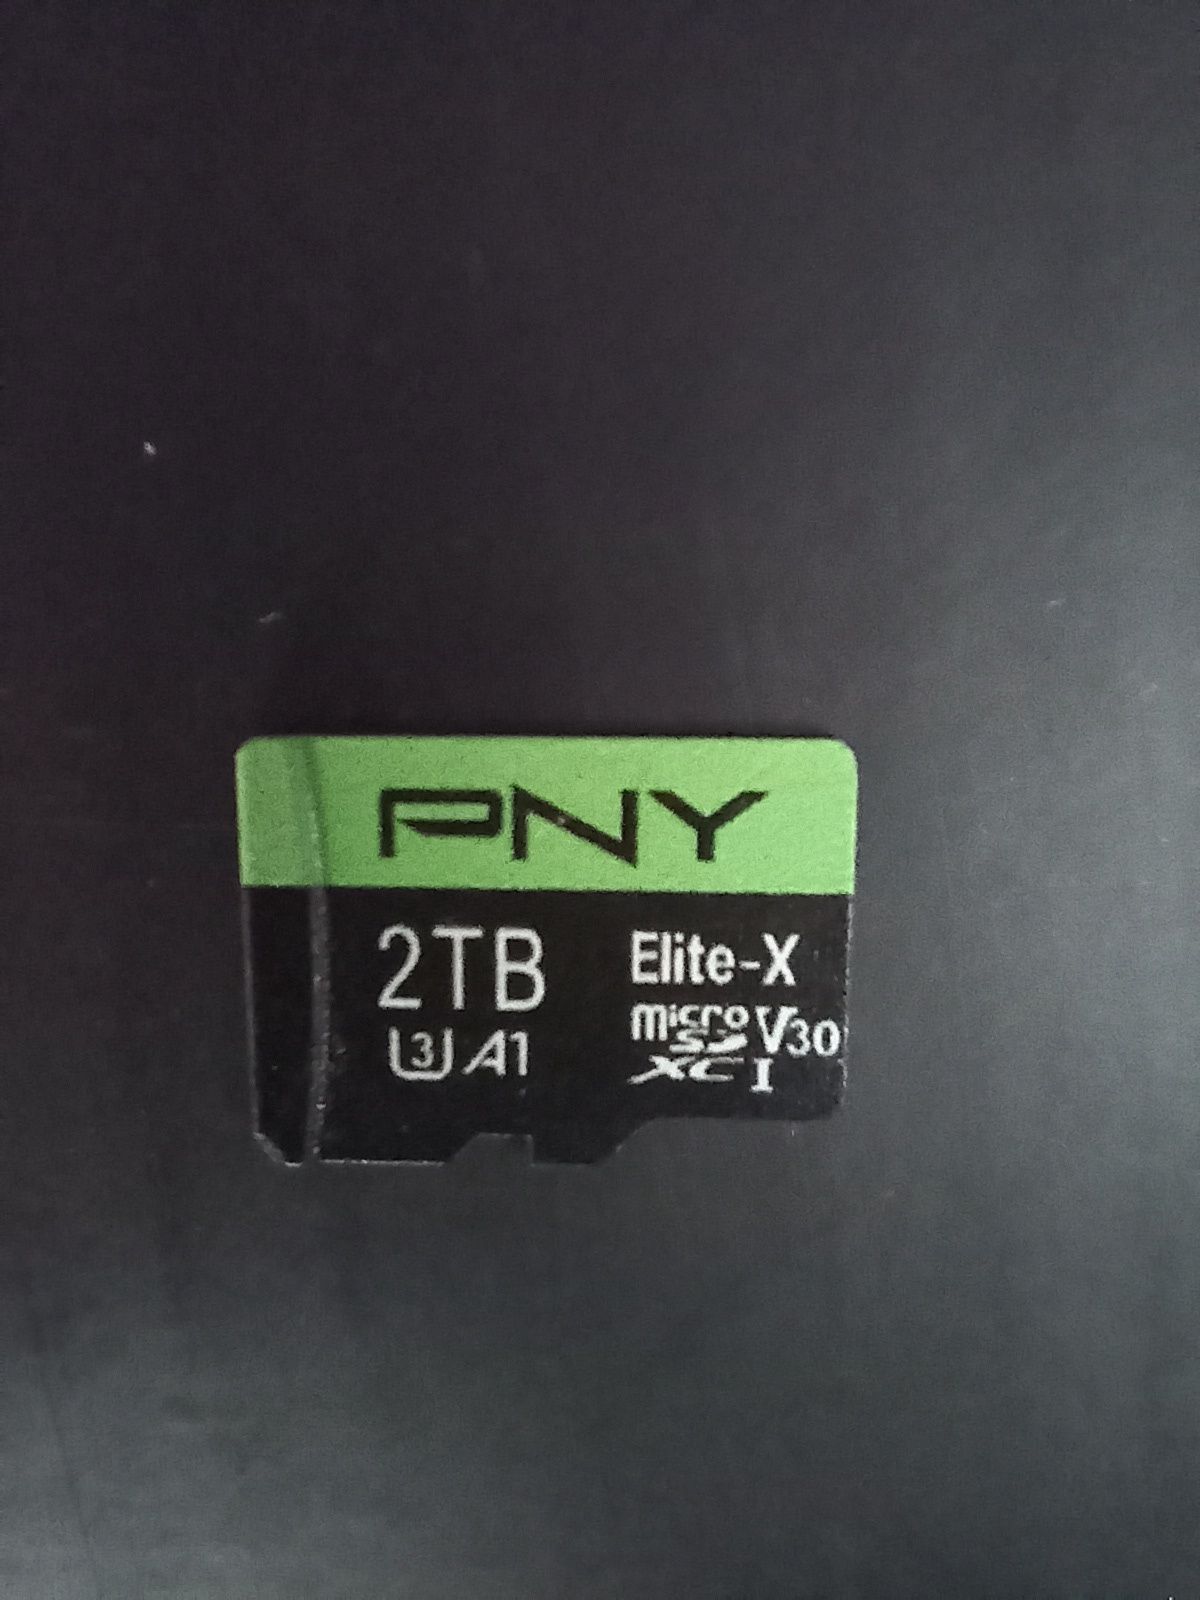 PNY
2TB Elite-X
U3 A1 micro SD XC I V30